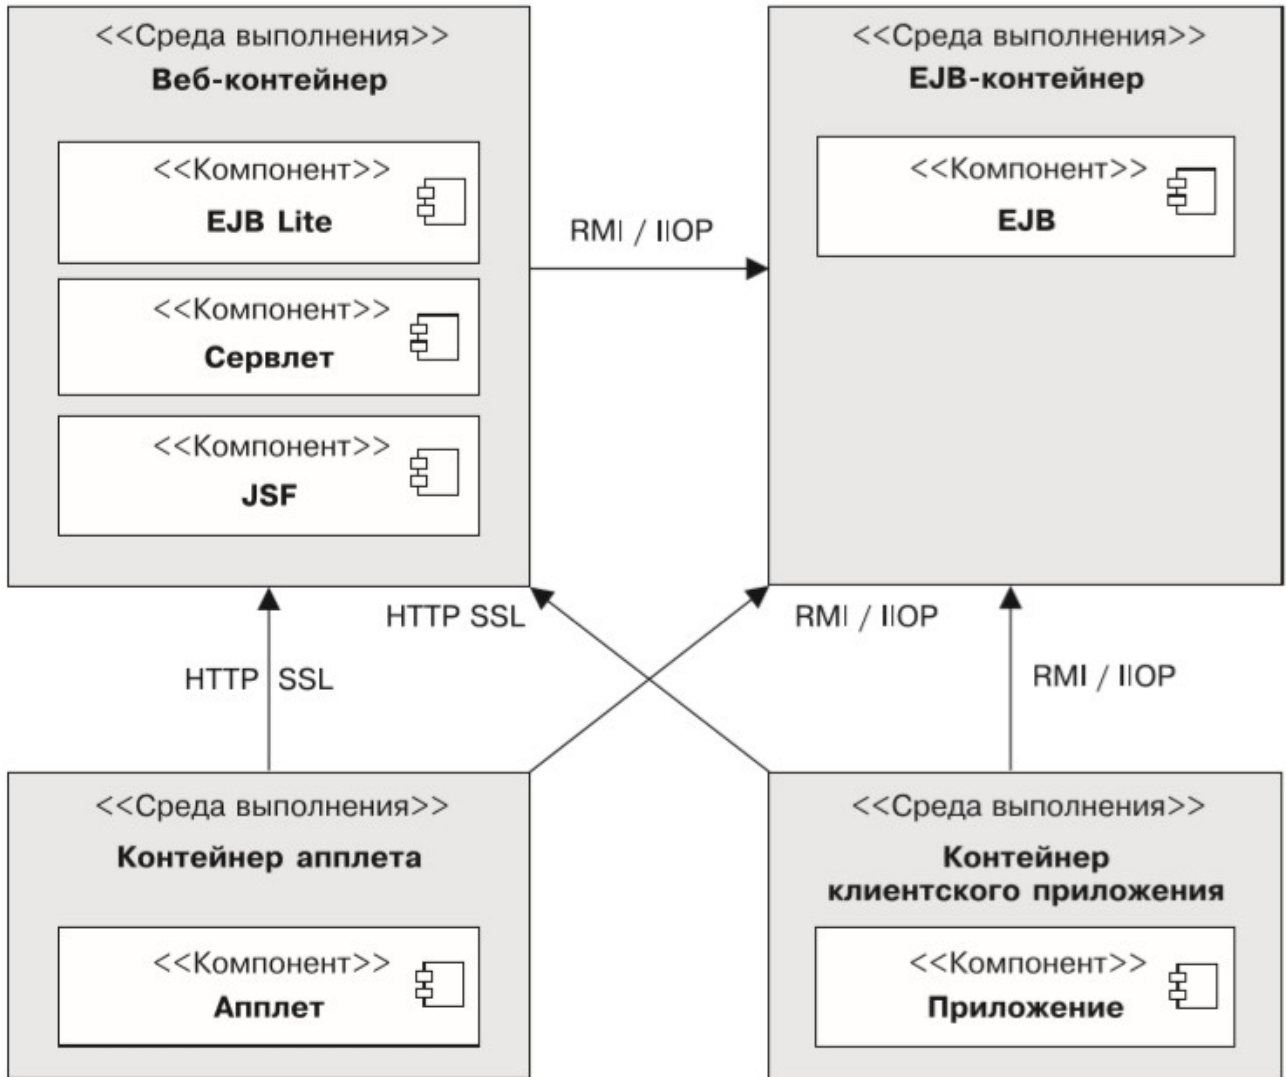 <<Среда выполнения>>
Веб-контейнер
<<Компонент>>
EJB Lite
<<Компонент>>
Сервлет
<<Компонент>>
JSF
RMI / IIOP
<<Среда выполнения>>
EJB-контейнер
<<Компонент>>
EJB
HTTP SSL
RMI / IIOP
HTTP SSL
RMI / IIOP
<<Среда выполнения>>
Контейнер апплета
<<Компонент>>
Апплет
<<Среда выполнения>>
Контейнер
клиентского приложения
<<Компонент>>
Приложение